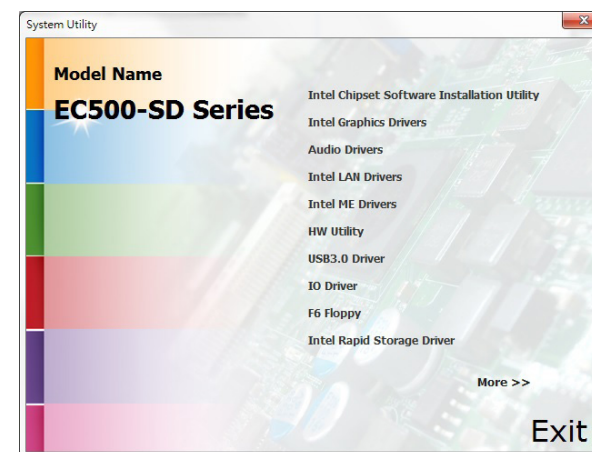 System Utility
Model Name
EC500-SD Series
Intel Chipset Software Installation Utility
Intel Graphics Drivers
Audio Drivers
Intel LAN Drivers
Intel ME Drivers
HW Utility
USB3.0 Driver
IO Driver
F6 Floppy
Intel Rapid Storage Driver
More >>
Exit